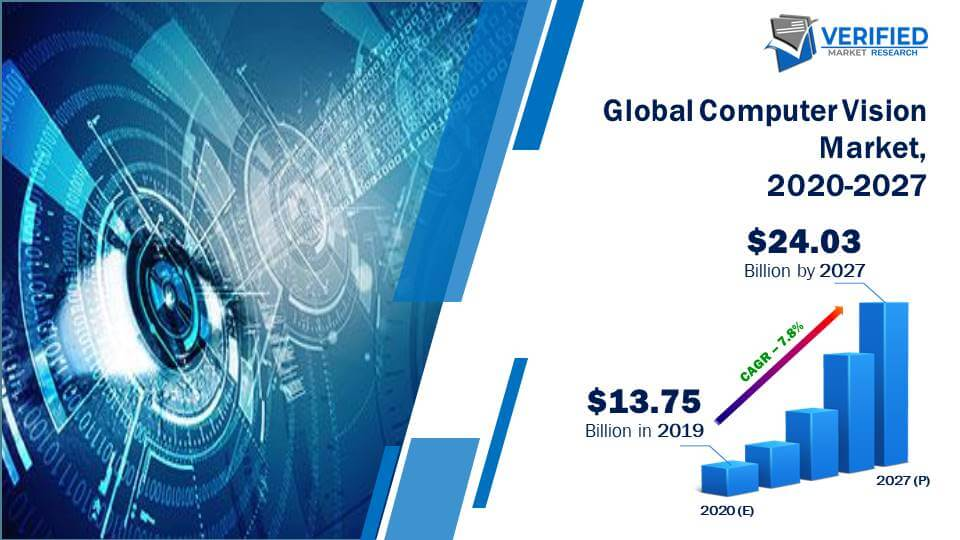 VERIFIED
MARKET RESEARCH
Global Computer Vision
Market,
2020-2027
$24.03
Billion by 2027
CAGR – 7.8%
$13.75
Billion in 2019
2027 (P)
2020 (E)